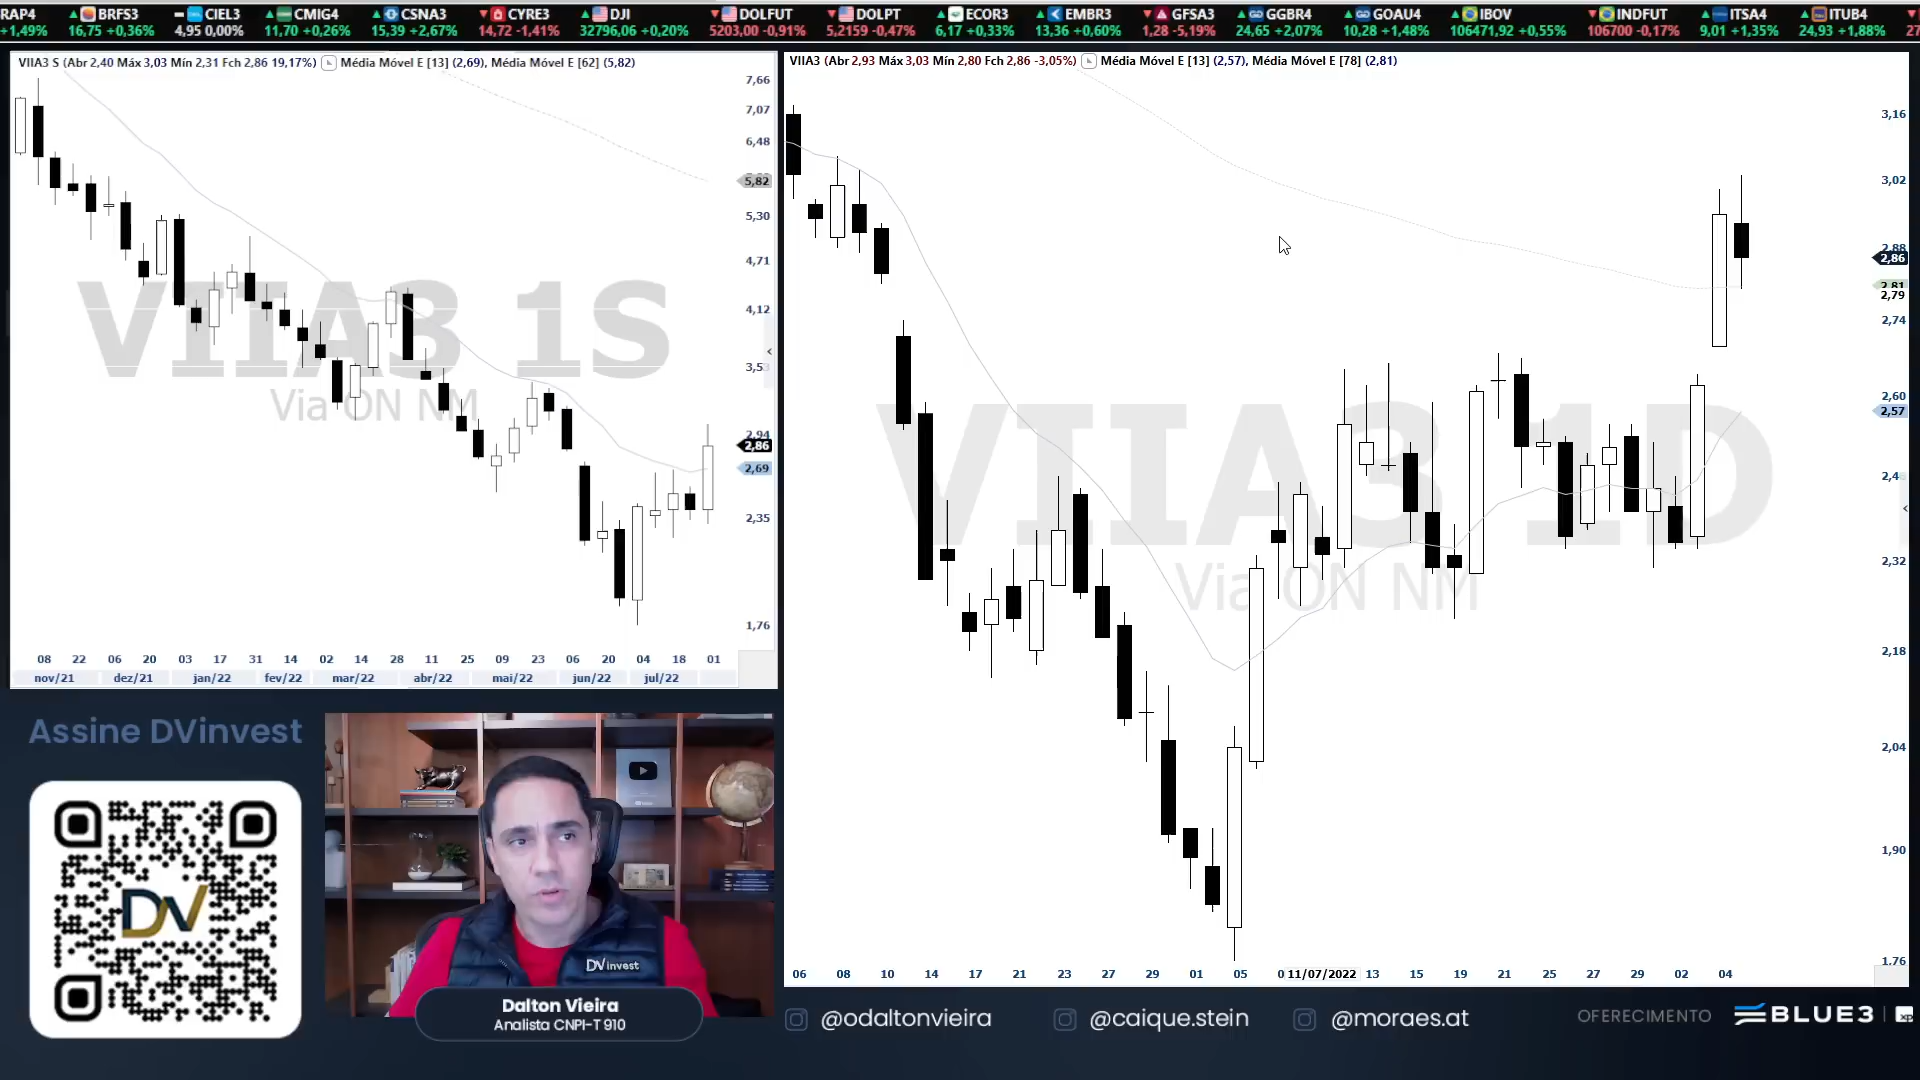 RAP4 BRFS3 CIEL3 CMIG4 CSNA3 CYRE3 DJI DOLFUT DOLPT ECOR3 EMBR3 GFSA3 GGBR4 GOAU4 IBOV INDFUT ITSA4 ITUB4
+1,49% 16,75 +0,36% 4,95 0,00% 11,70 +0,26% 15,39 +2,67% 14,72 -1,41% 32796,06 +0,20% 5203,00 -0,91% 5,2159 -0,47% 6,17 +0,33% 13,36 +0,60% 1,28 -5,19% 24,65 +2,07% 10,28 +1,48% 106471,92 +0,55% 106700 -0,17% 9,01 +1,35% 24,93 +1,88% 27
VIIA3 S (Abr 2,40 Máx 3,03 Mín 2,31 Fch 2,86 19,17%) Média Móvel E [13] (2,69), Média Móvel E [62] (5,82)
7,66
7,07
6,48
5,82
5,30
4,71
4,12
3,53
2,94
2,86
2,69
2,35
1,76
VIIA3 1S
Via ON NM
08 22 06 20 03 17 31 14 02 14 28 11 25 09 23 06 20 04 18 01
nov/21 dez/21 jan/22 fev/22 mar/22 abr/22 mai/22 jun/22 jul/22
VIIA3 (Abr 2,93 Máx 3,03 Mín 2,80 Fch 2,86 -3,05%) Média Móvel E [13] (2,57), Média Móvel E [78] (2,81)
3,16
3,02
2,88
2,86
2,81
2,79
2,74
2,60
2,57
2,4
2,32
2,18
2,04
1,90
1,76
VIIA3 1D
Via ON NM
06 08 10 14 17 21 23 27 29 01 05 0 11/07/2022 13 15 19 21 25 27 29 02 04
Assine DVinvest
DV
DVinvest
Dalton Vieira
Analista CNPI-T 910
@odaltonvieira @caique.stein @moraes.at
OFERECIMENTO BLUE3 xp